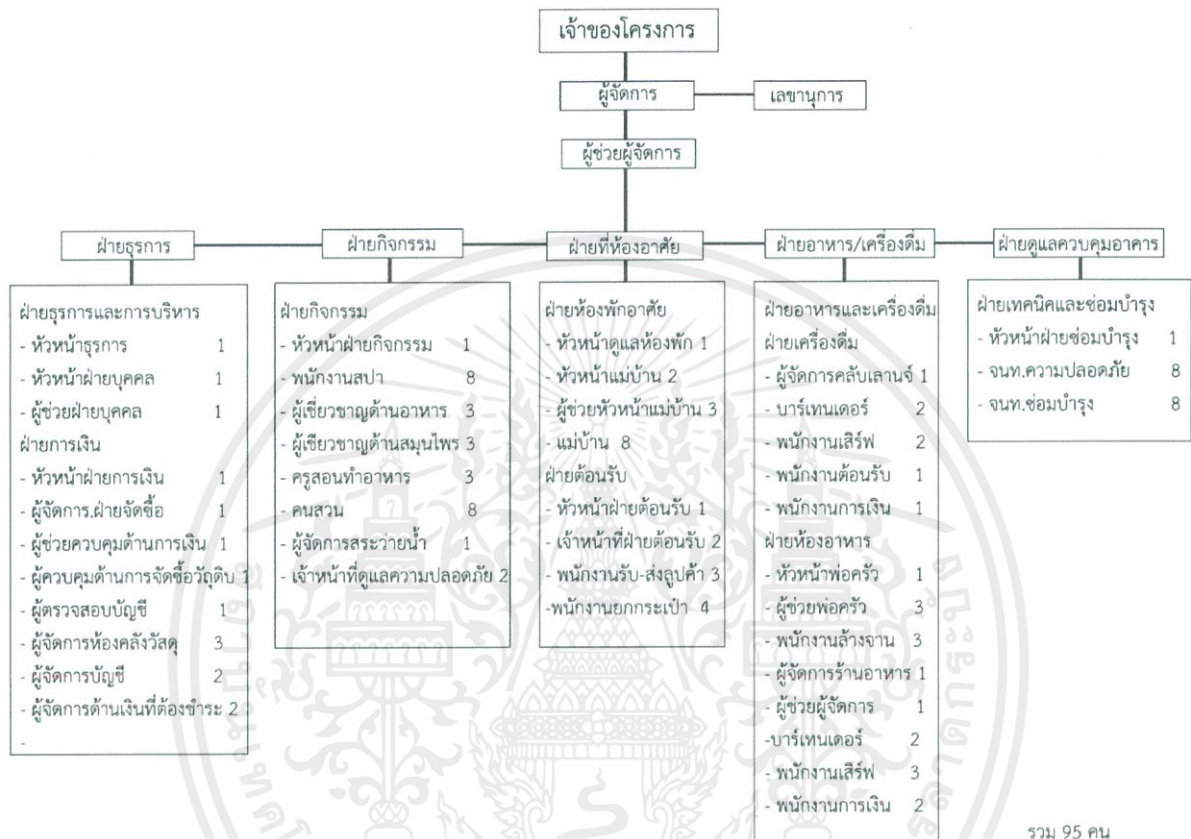 เจ้าของโครงการ
ผู้จัดการ
เลขานุการ
ผู้ช่วยผู้จัดการ
ฝ่ายธุรการ
ฝ่ายกิจกรรม
ฝ่ายที่ห้องอาศัย
ฝ่ายอาหาร/เครื่องดื่ม
ฝ่ายดูแลควบคุมอาคาร
ฝ่ายธุรการและการบริหาร
- หัวหน้าธุรการ 1
- หัวหน้าฝ่ายบุคคล 1
- ผู้ช่วยฝ่ายบุคคล 1
ฝ่ายการเงิน
- หัวหน้าฝ่ายการเงิน 1
- ผู้จัดการ.ฝ่ายจัดซื้อ 1
- ผู้ช่วยควบคุมด้านการเงิน 1
- ผู้ควบคุมด้านการจัดซื้อวัถุดิบ 1
- ผู้ตรวจสอบบัญชี 1
- ผู้จัดการห้องคลังวัสดุ 3
- ผู้จัดการบัญชี 2
- ผู้จัดการด้านเงินที่ต้องชำระ 2
-
ฝ่ายกิจกรรม
- หัวหน้าฝ่ายกิจกรรม 1
- พนักงานสปา 8
- ผู้เชี่ยวชาญด้านอาหาร 3
- ผู้เชียวชาญด้านสมุนไพร 3
- ครูสอนทำอาหาร 3
- คนสวน 8
- ผู้จัดการสระว่ายน้ำ 1
- เจ้าหน้าที่ดูแลความปลอดภัย 2
ฝ่ายห้องพักอาศัย
- หัวหน้าดูแลห้องพัก 1
- หัวหน้าแม่บ้าน 2
- ผู้ช่วยหัวหน้าแม่บ้าน 3
- แม่บ้าน 8
ฝ่ายต้อนรับ
- หัวหน้าฝ่ายต้อนรับ 1
- เจ้าหน้าที่ฝ่ายต้อนรับ 2
- พนักงานรับ-ส่งลูปค้า 3
-พนักงานยกกระเป๋า 4
ฝ่ายอาหารและเครื่องดื่ม
ฝ่ายเครื่องดื่ม
- ผู้จัดการคลับเลานจ์ 1
- บาร์เทนเดอร์ 2
- พนักงานเสิร์ฟ 2
- พนักงานต้อนรับ 1
- พนักงานการเงิน 1
ฝ่ายห้องอาหาร
- หัวหน้าพ่อครัว 1
- ผู้ช่วยพ่อครัว 3
- พนักงานล้างจาน 3
- ผู้จัดการร้านอาหาร 1
- ผู้ช่วยผู้จัดการ 1
-บาร์เทนเดอร์ 2
- พนักงานเสิร์ฟ 3
- พนักงานการเงิน 2
ฝ่ายเทคนิคและซ่อมบำรุง
- หัวหน้าฝ่ายซ่อมบำรุง 1
- จนท.ความปลอดภัย 8
- จนท.ซ่อมบำรุง 8
รวม 95 คน